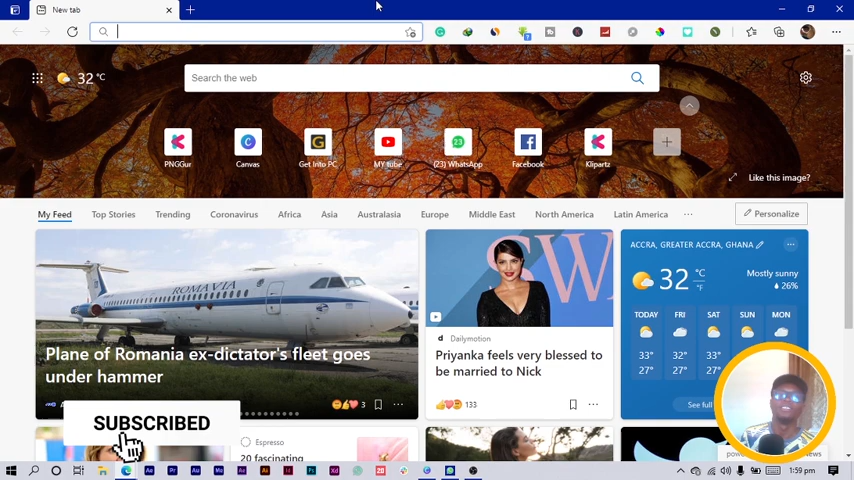 New tab
32 °C
Search the web
PNGGur
Canvas
Get Into PC
MY tube
(23) WhatsApp
Facebook
Klipartz
Like this image?
My Feed
Top Stories
Trending
Coronavirus
Africa
Asia
Australasia
Europe
Middle East
North America
Latin America
Personalize
Plane of Romania ex-dictator's fleet goes
under hammer
3
ROMAVIA
Dailymotion
Priyanka feels very blessed to
be married to Nick
133
ACCRA, GREATER ACCRA, GHANA
32 °C
°F
Mostly sunny
26%
TODAY FRI SAT SUN MON
33° 32° 33°
27° 27° 27°
See full
SUBSCRIBED
Espresso
20 fascinating
News
1:59 pm